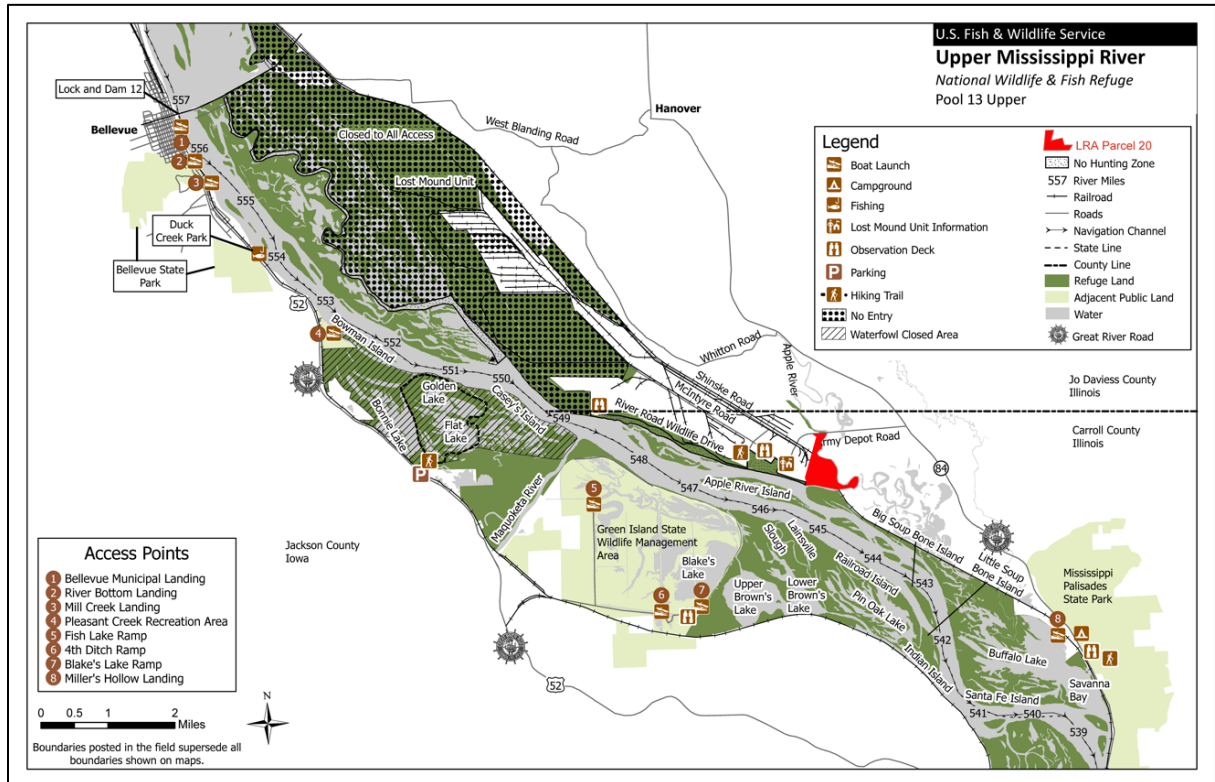 U.S. Fish & Wildlife Service
Upper Mississippi River
National Wildlife & Fish Refuge
Pool 13 Upper
Legend
Boat Launch
Campground
Fishing
Lost Mound Unit Information
Observation Deck
P
Parking
Hiking Trail
No Entry
Waterfowl Closed Area
LRA Parcel 20
No Hunting Zone
557
River Miles
Railroad
Roads
Navigation Channel
State Line
County Line
Refuge Land
Adjacent Public Land
Water
Great River Road
Lock and Dam 12
557
Bellevue
1
556
2
3
555
Duck
Creek Park
554
Bellevue State
Park
52
553
4
Bowman Island
552
551
550
Closed to All Access
Lost Mound Unit
West Blanding Road
Hanover
Whitton Road
Apple River
Shinske Road
McIntyre Road
River Road Wildlife Drive
Jo Daviess County
Illinois
Carroll County
Illinois
rmy Depot Road
84
Golden
Lake
Flat
Lake
Bonnie Lake
Casey's Island
549
548
547
546
545
544
543
542
541
540
539
P
Maquoketa River
5
Apple River Island
Green Island State
Wildlife Management
Area
Blake's
Lake
6
7
Lainsville
Slough
Upper
Brown's
Lake
Lower
Brown's
Lake
Railroad Island
Pin Oak Lake
Indian Island
Big Soup Bone Island
Little Soup
Bone Island
Mississippi
Palisades
State Park
8
Buffalo Lake
Savanna
Bay
Santa Fe Island
Jackson County
Iowa
52
Access Points
1 Bellevue Municipal Landing
2 River Bottom Landing
3 Mill Creek Landing
4 Pleasant Creek Recreation Area
5 Fish Lake Ramp
6 4th Ditch Ramp
7 Blake's Lake Ramp
8 Miller's Hollow Landing
0 0.5 1 2
Miles
N
Boundaries posted in the field supersede all
boundaries shown on maps.